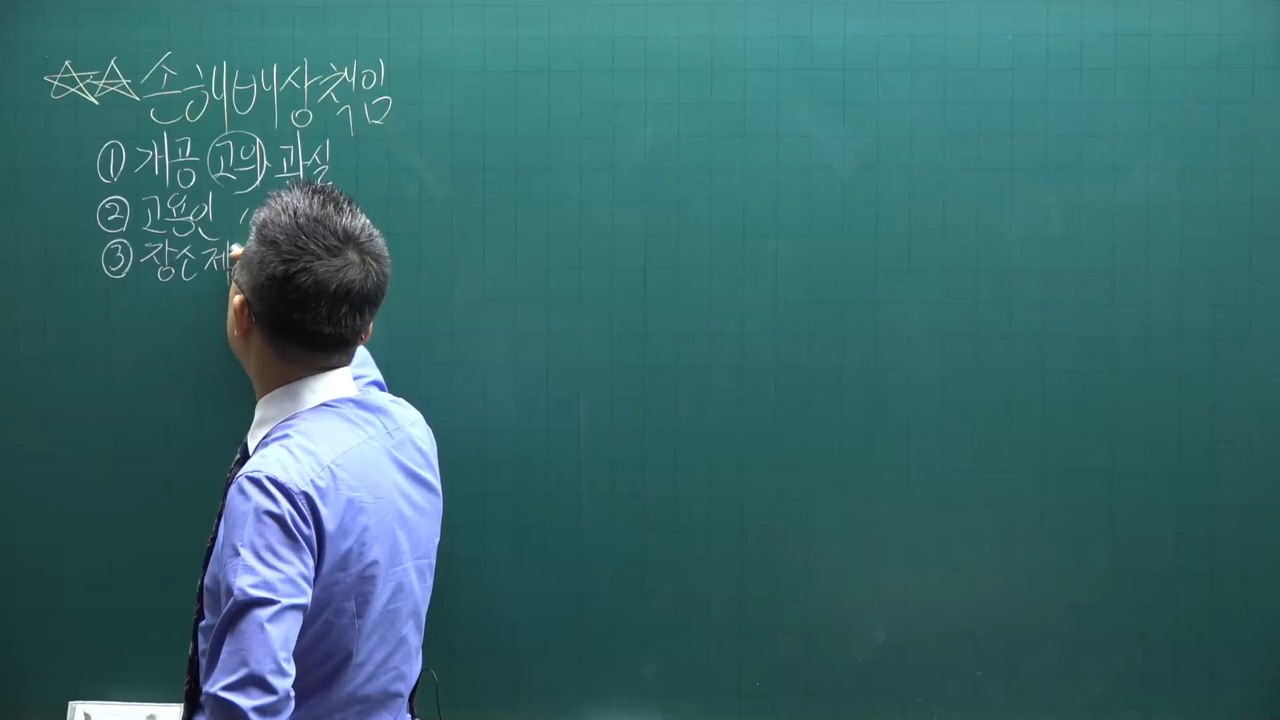 ☆☆ 손해배상책임
① 개공 고의, 과실
② 고용인 "
③ 장소제